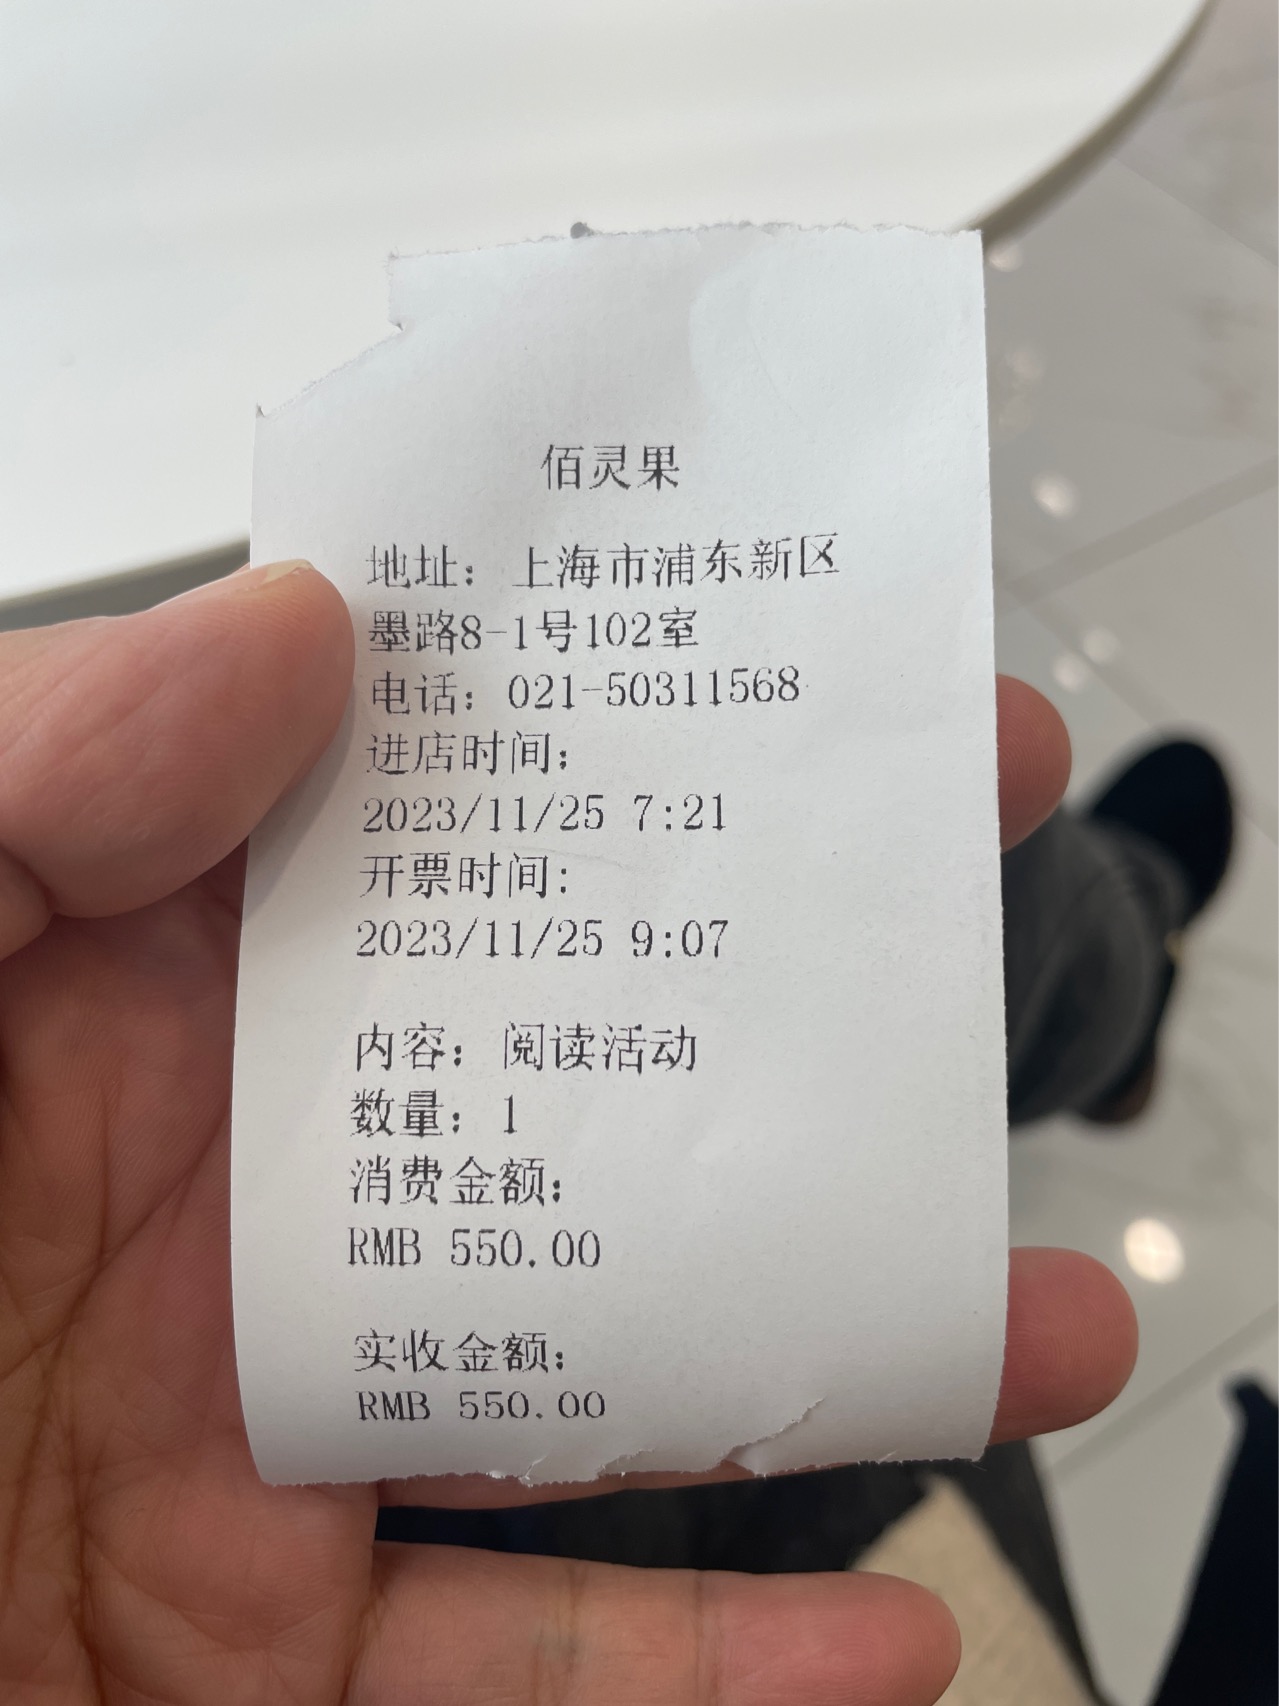 佰灵果
地址：上海市浦东新区
墨路8-1号102室
电话：021-50311568
进店时间：
2023/11/25 7:21
开票时间:
2023/11/25 9:07
内容：阅读活动
数量：1
消费金额：
RMB 550.00
实收金额：
RMB 550.00